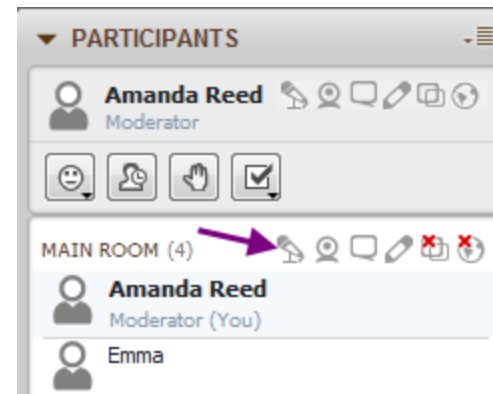 PARTICIPANTS
Amanda Reed
Moderator
MAIN ROOM (4)
Amanda Reed
Moderator (You)
Emma